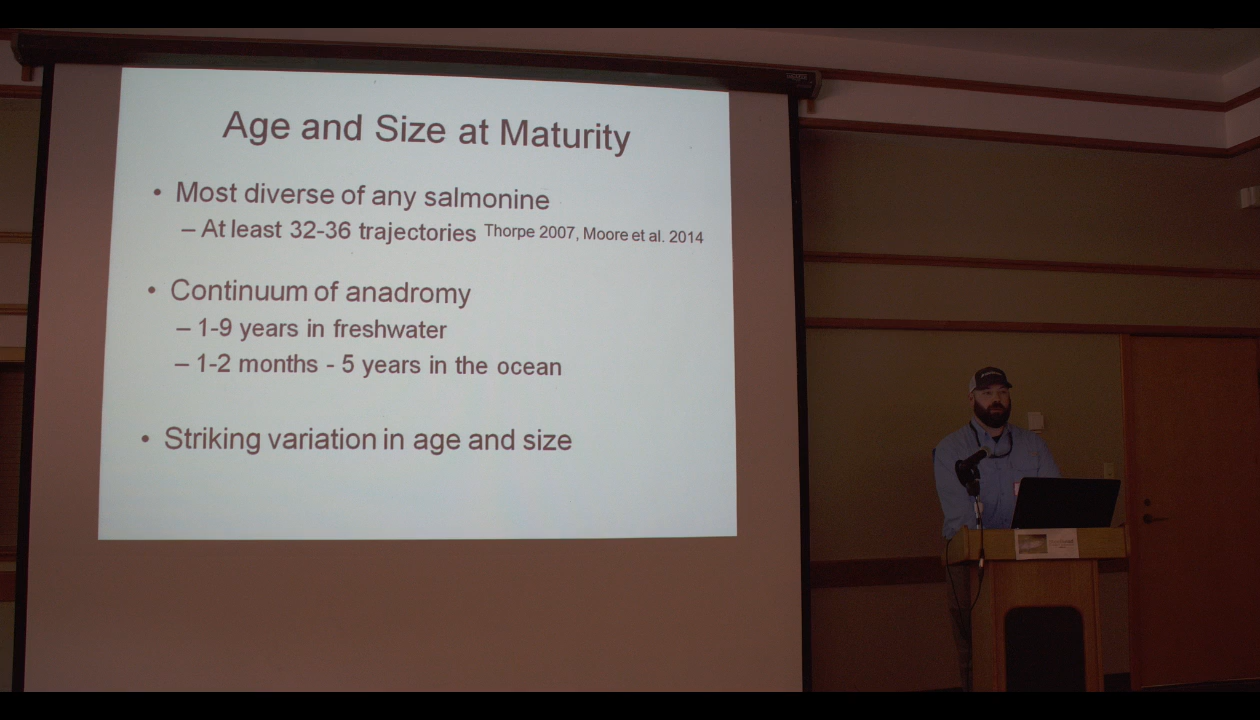 Age and Size at Maturity
• Most diverse of any salmonine
– At least 32-36 trajectories Thorpe 2007, Moore et al. 2014
• Continuum of anadromy
– 1-9 years in freshwater
– 1-2 months - 5 years in the ocean
• Striking variation in age and size